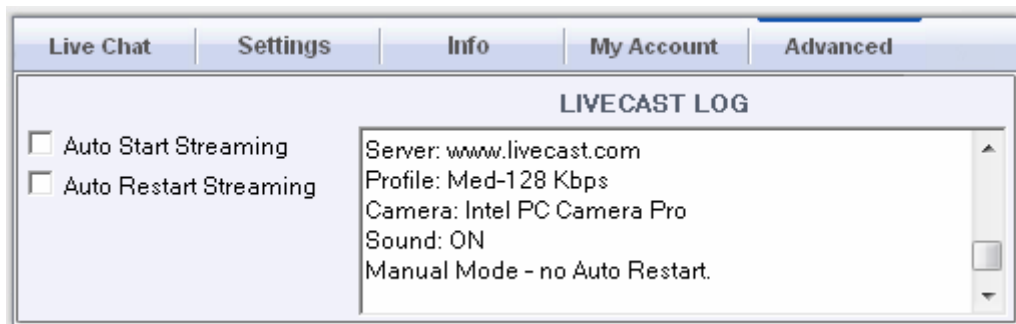 Live Chat Settings Info My Account Advanced
LIVECAST LOG
Auto Start Streaming
Auto Restart Streaming
Server: www.livecast.com
Profile: Med-128 Kbps
Camera: Intel PC Camera Pro
Sound: ON
Manual Mode - no Auto Restart.